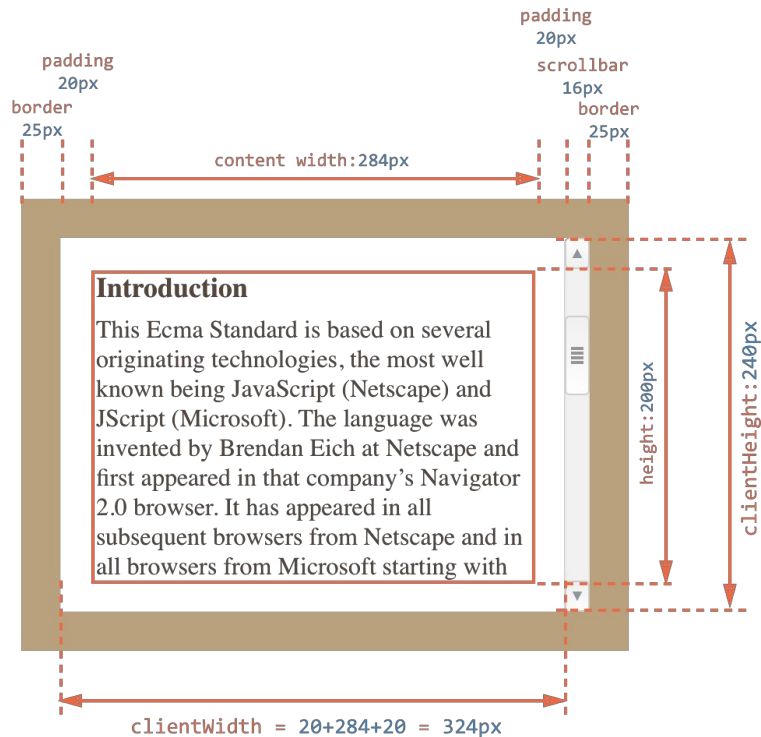 padding
20px
padding
20px
scrollbar
16px
border
25px
border
25px
content width:284px
Introduction
This Ecma Standard is based on several
originating technologies, the most well
known being JavaScript (Netscape) and
JScript (Microsoft). The language was
invented by Brendan Eich at Netscape and
first appeared in that company’s Navigator
2.0 browser. It has appeared in all
subsequent browsers from Netscape and in
all browsers from Microsoft starting with
height:200px
clientHeight:240px
clientWidth = 20+284+20 = 324px